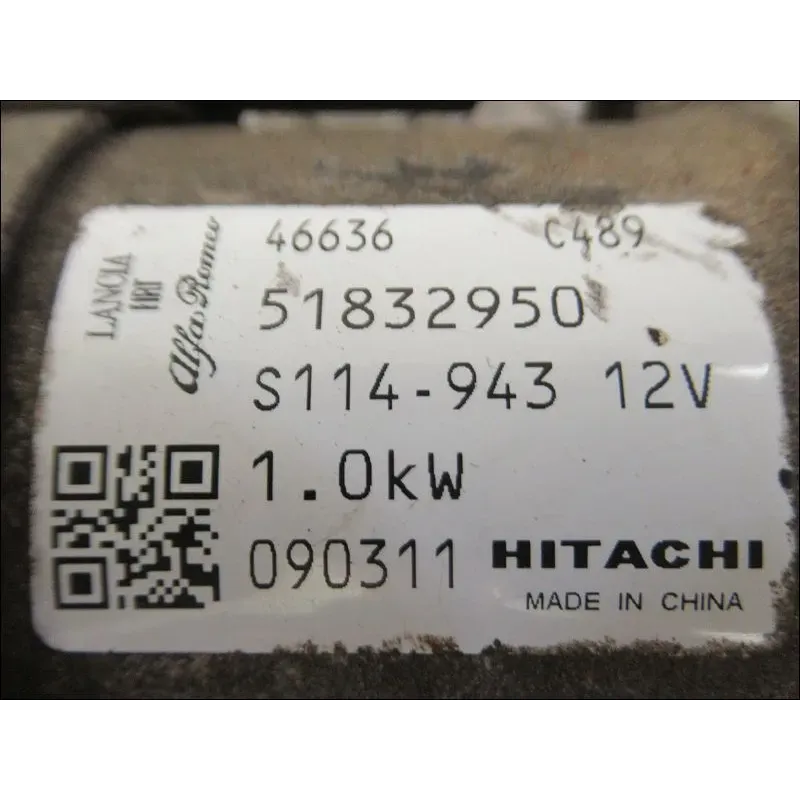 46636 C489
LANCIA
FIAT
Alfa Romeo
51832950
S114-943 12V
1.0kW
090311 HITACHI
MADE IN CHINA